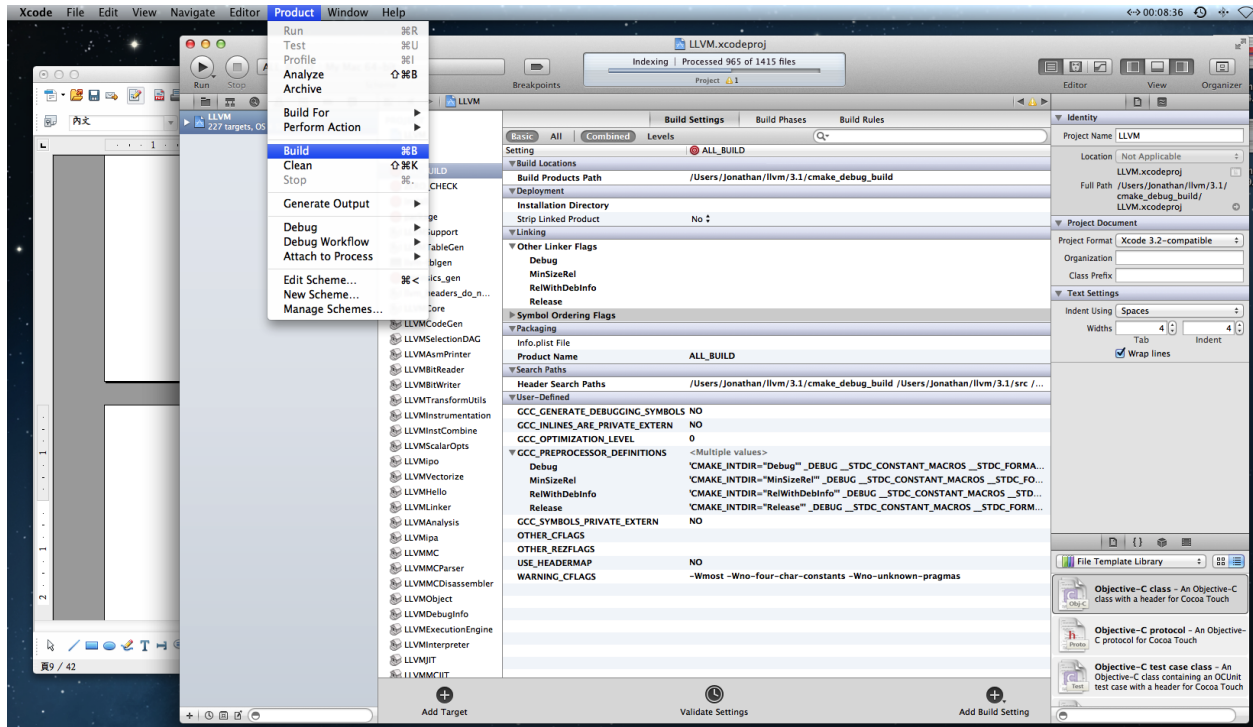 Xcode File Edit View Navigate Editor Product Window Help
00:08:36
Run ⌘R
Test ⌘U
Profile ⌘I
Analyze ⇧⌘B
Archive
Build For
Perform Action
Build ⌘B
Clean ⇧⌘K
Stop ⌘.
Generate Output
Debug
Debug Workflow
Attach to Process
Edit Scheme... ⌘<
New Scheme...
Manage Schemes...
内文
1
頁9 / 42
LLVM.xcodeproj
Run Stop
Breakpoints
Indexing | Processed 965 of 1415 files
Project 1
Editor View Organizer
LLVM
LLVM
227 targets, OS
UILD
CHECK
upport
ableGen
blgen
sics_gen
eaders_do_n...
ore
LLVMCodeGen
LLVMSelectionDAG
LLVMAsmPrinter
LLVMBitReader
LLVMBitWriter
LLVMTransformUtils
LLVMInstrumentation
LLVMInstCombine
LLVMScalarOpts
LLVMipo
LLVMVectorize
LLVMHello
LLVMLinker
LLVMAnalysis
LLVMipa
LLVMMC
LLVMMCParser
LLVMMCDisassembler
LLVMObject
LLVMDebugInfo
LLVMExecutionEngine
LLVMInterpreter
LLVMJIT
LLVMMCJIT
Add Target
Build Settings Build Phases Build Rules
Basic All Combined Levels
Setting ALL_BUILD
Build Locations
Build Products Path /Users/Jonathan/llvm/3.1/cmake_debug_build
Deployment
Installation Directory
Strip Linked Product No
Linking
Other Linker Flags
Debug
MinSizeRel
RelWithDebInfo
Release
Symbol Ordering Flags
Packaging
Info.plist File
Product Name ALL_BUILD
Search Paths
Header Search Paths /Users/Jonathan/llvm/3.1/cmake_debug_build /Users/Jonathan/llvm/3.1/src /...
User-Defined
GCC_GENERATE_DEBUGGING_SYMBOLS NO
GCC_INLINES_ARE_PRIVATE_EXTERN NO
GCC_OPTIMIZATION_LEVEL 0
GCC_PREPROCESSOR_DEFINITIONS <Multiple values>
Debug 'CMAKE_INTDIR="Debug"' _DEBUG __STDC_CONSTANT_MACROS __STDC_FORMA...
MinSizeRel 'CMAKE_INTDIR="MinSizeRel"' _DEBUG __STDC_CONSTANT_MACROS __STDC_FO...
RelWithDebInfo 'CMAKE_INTDIR="RelWithDebInfo"' _DEBUG __STDC_CONSTANT_MACROS __STD...
Release 'CMAKE_INTDIR="Release"' _DEBUG __STDC_CONSTANT_MACROS __STDC_FORM...
GCC_SYMBOLS_PRIVATE_EXTERN NO
OTHER_CFLAGS
OTHER_REZFLAGS
USE_HEADERMAP NO
WARNING_CFLAGS -Wmost -Wno-four-char-constants -Wno-unknown-pragmas
Validate Settings
Add Build Setting
Identity
Project Name LLVM
Location Not Applicable
LLVM.xcodeproj
Full Path /Users/Jonathan/llvm/3.1/
cmake_debug_build/
LLVM.xcodeproj
Project Document
Project Format Xcode 3.2-compatible
Organization
Class Prefix
Text Settings
Indent Using Spaces
Widths 4 4
Tab Indent
Wrap lines
File Template Library
Objective-C class - An Objective-C
class with a header for Cocoa Touch
Obj-C
Objective-C protocol - An Objective-
C protocol for Cocoa Touch
Proto
Objective-C test case class - An
Objective-C class containing an OCUnit
test case with a header for Cocoa Touch
Test